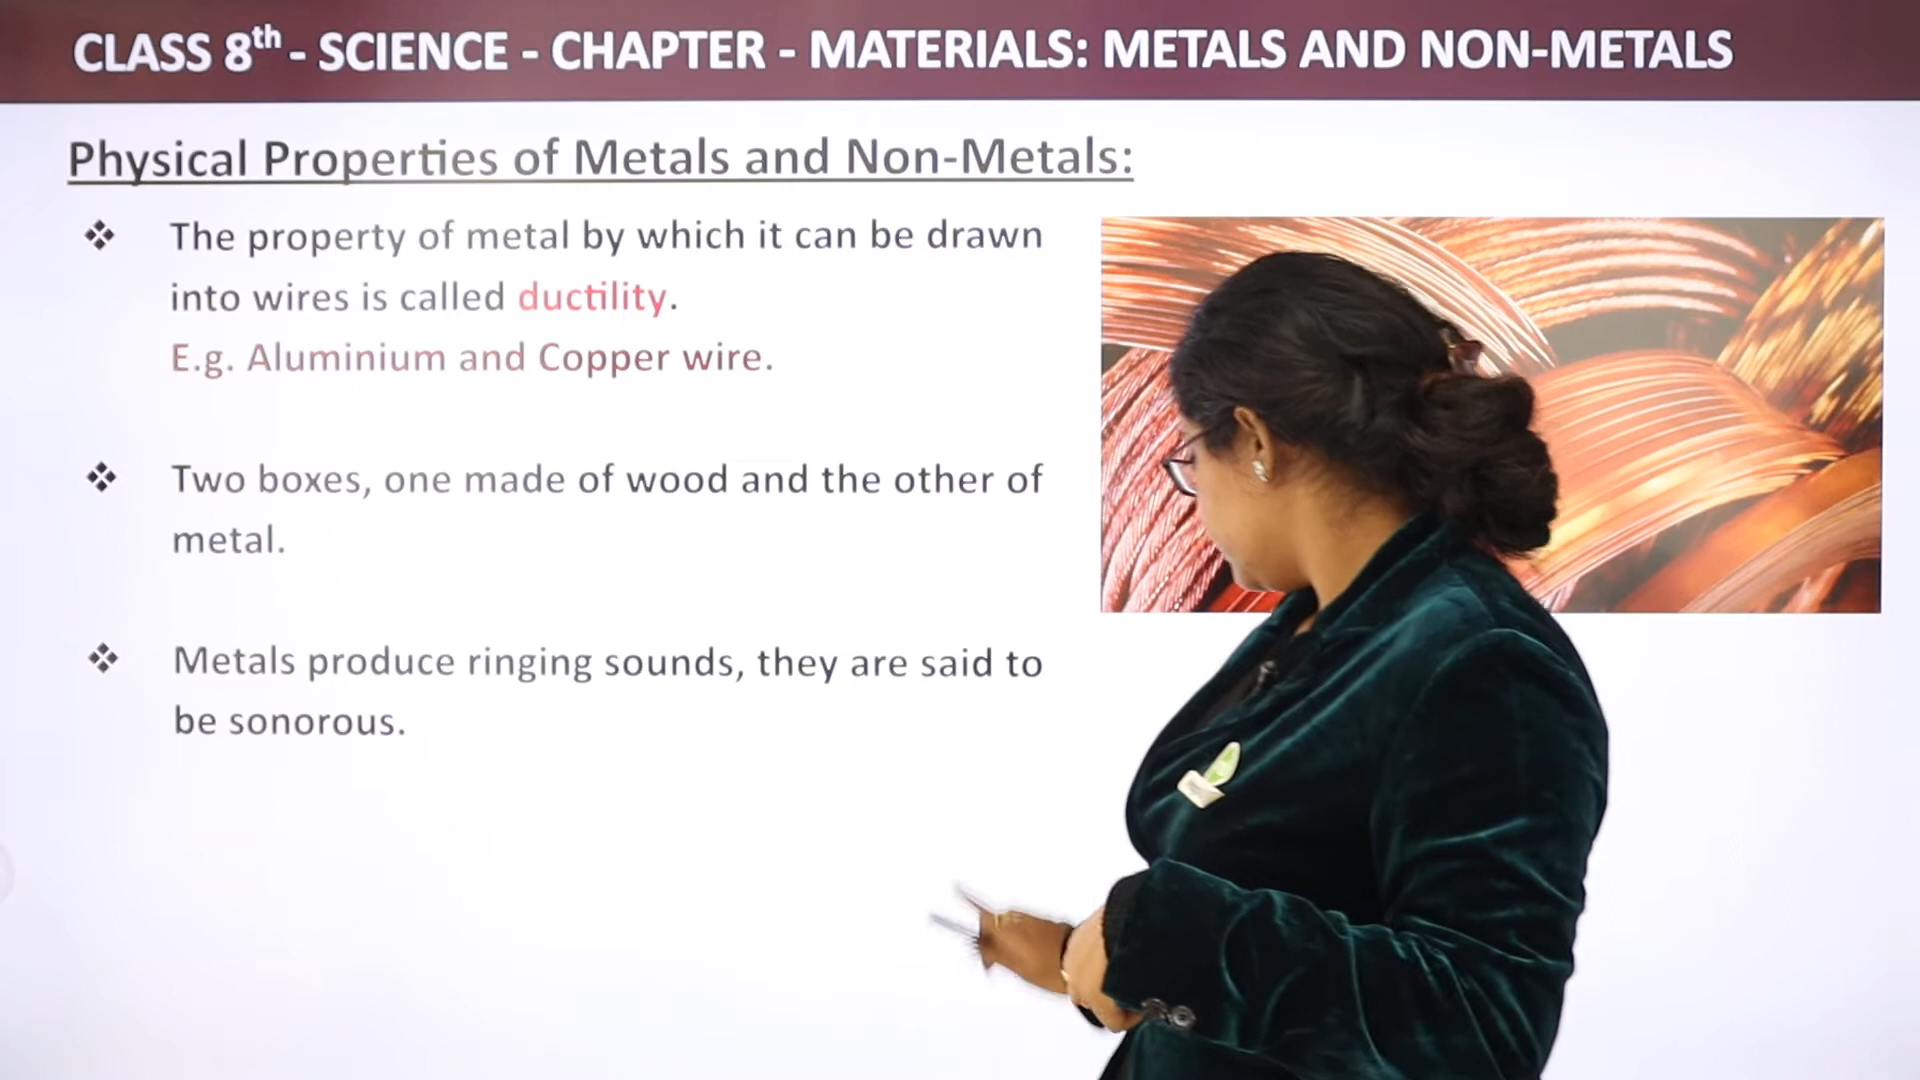 CLASS 8th - SCIENCE - CHAPTER - MATERIALS: METALS AND NON-METALS
Physical Properties of Metals and Non-Metals:
❖ The property of metal by which it can be drawn
into wires is called ductility.
E.g. Aluminium and Copper wire.
❖ Two boxes, one made of wood and the other of
metal.
❖ Metals produce ringing sounds, they are said to
be sonorous.